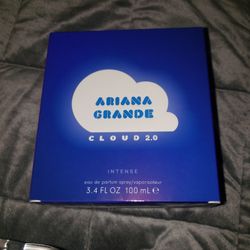 ARIANA
GRANDE
CLOUD 2.0
INTENSE
eau de parfum spray/vaporisateur
3.4 FL OZ 100 mL ℮